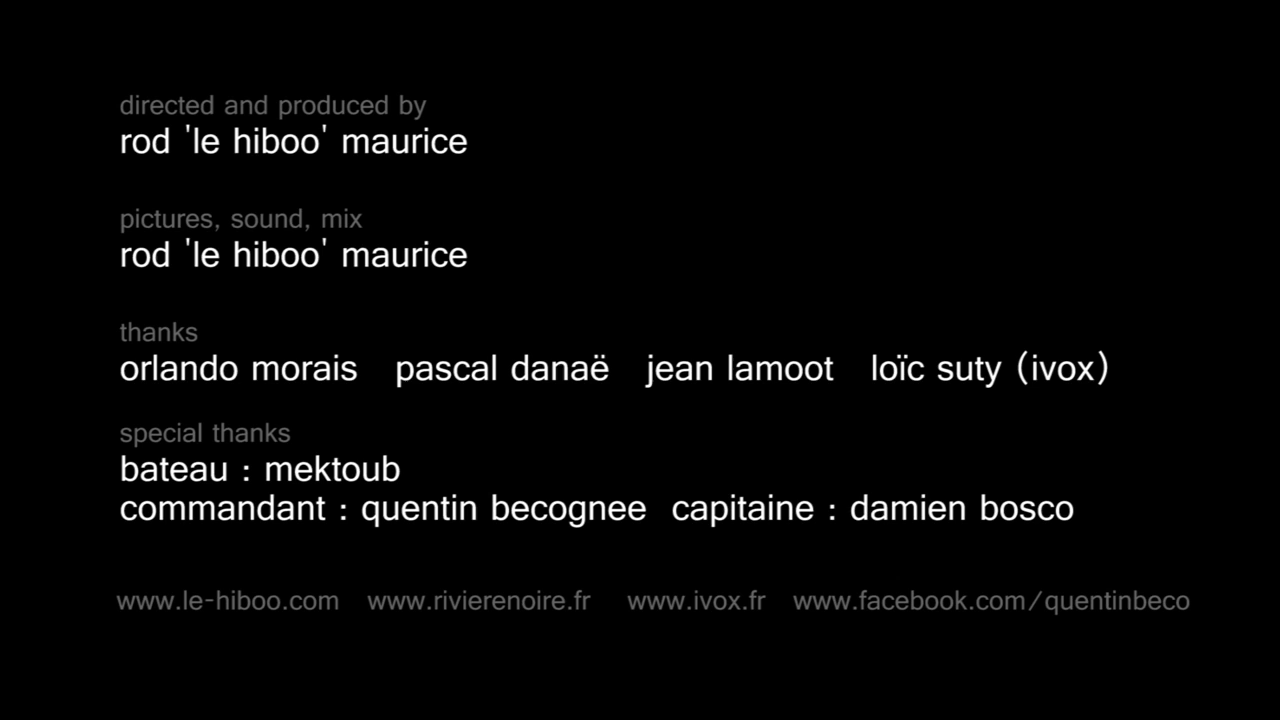 directed and produced by
rod 'le hiboo' maurice
pictures, sound, mix
rod 'le hiboo' maurice
thanks
orlando morais pascal danaë jean lamoot loïc suty (ivox)
special thanks
bateau : mektoub
commandant : quentin becognee capitaine : damien bosco
www.le-hiboo.com www.rivierenoire.fr www.ivox.fr www.facebook.com/quentinbeco